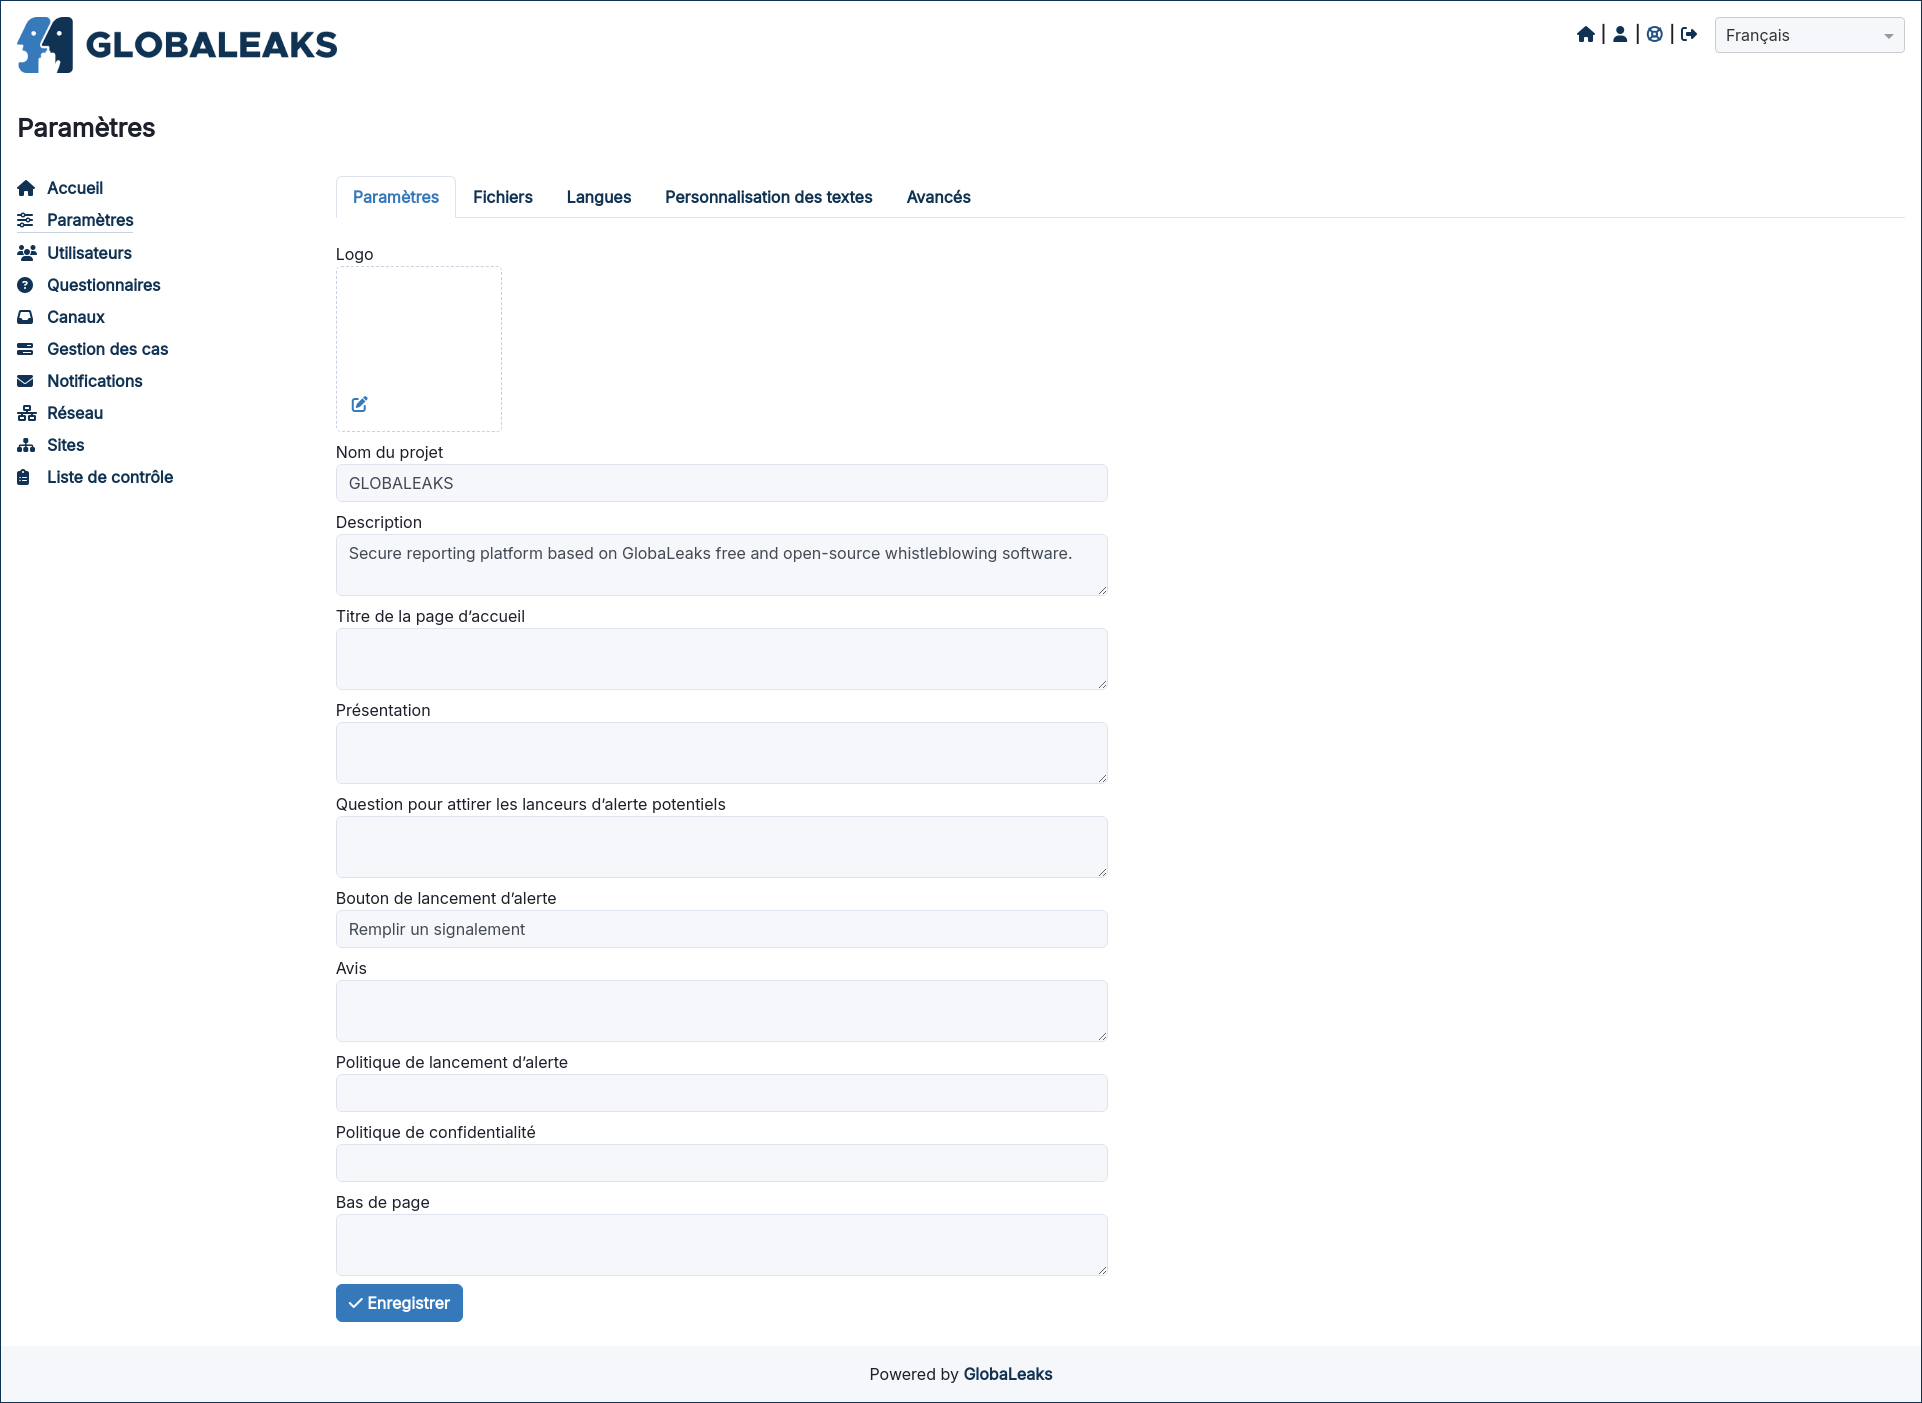 GLOBALEAKS
Français
Paramètres
Accueil
Paramètres
Utilisateurs
Questionnaires
Canaux
Gestion des cas
Notifications
Réseau
Sites
Liste de contrôle
Paramètres Fichiers Langues Personnalisation des textes Avancés
Logo
Nom du projet
GLOBALEAKS
Description
Secure reporting platform based on GlobaLeaks free and open-source whistleblowing software.
Titre de la page d’accueil
Présentation
Question pour attirer les lanceurs d’alerte potentiels
Bouton de lancement d’alerte
Remplir un signalement
Avis
Politique de lancement d’alerte
Politique de confidentialité
Bas de page
Enregistrer
Powered by GlobaLeaks